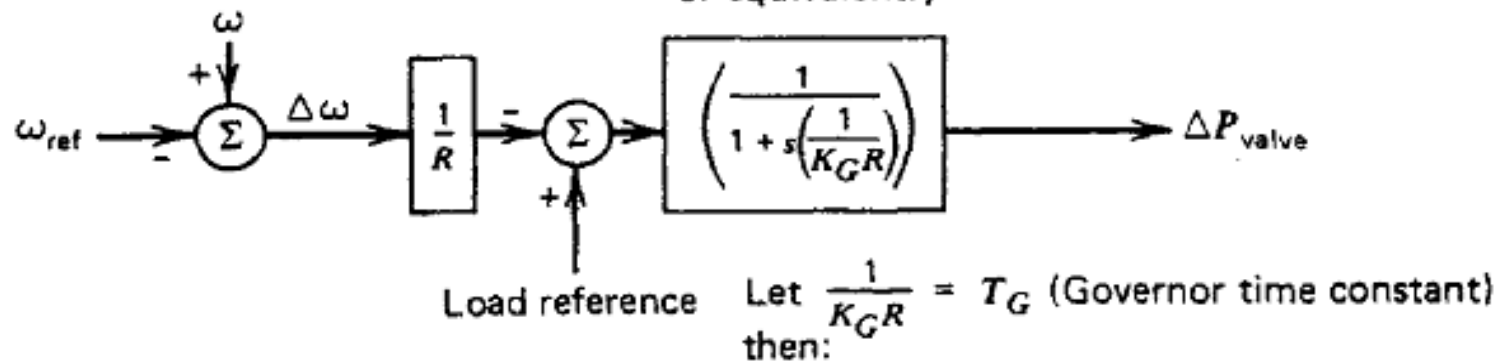 ω
+
ω_ref
-
Σ
Δω
1/R
-
Σ
+
(1/(1 + s(1/(K_G R))))
ΔP_valve
Load reference
Let 1/(K_G R) = T_G (Governor time constant)
then: